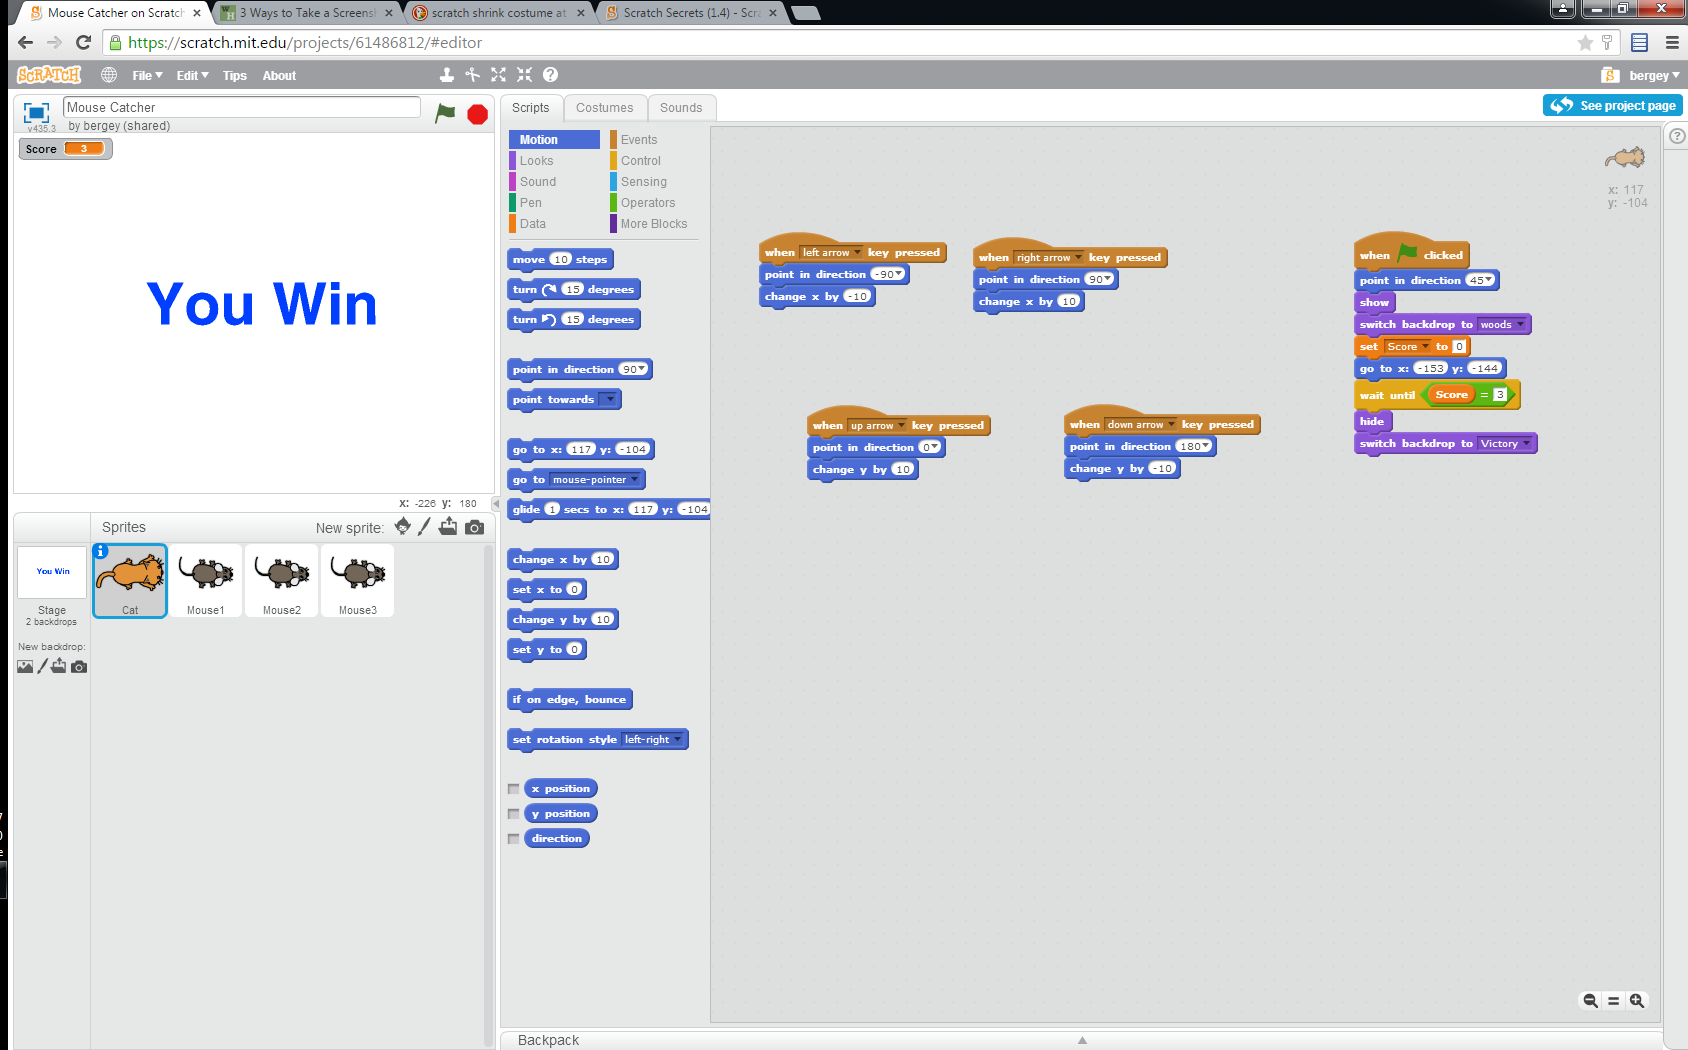 Mouse Catcher on Scratch
3 Ways to Take a Screensh
scratch shrink costume at
Scratch Secrets (1.4) - Scra
https://scratch.mit.edu/projects/61486812/#editor
SCRATCH
File
Edit
Tips
About
bergey
Mouse Catcher
by bergey (shared)
v435.3
Scripts
Costumes
Sounds
See project page
Score 3
You Win
Motion
Events
Looks
Control
Sound
Sensing
Pen
Operators
Data
More Blocks
move 10 steps
turn 15 degrees
turn 15 degrees
point in direction 90
point towards
go to x: 117 y: -104
go to mouse-pointer
glide 1 secs to x: 117 y: -104
change x by 10
set x to 0
change y by 10
set y to 0
if on edge, bounce
set rotation style left-right
x position
y position
direction
when left arrow key pressed
point in direction -90
change x by -10
when right arrow key pressed
point in direction 90
change x by 10
when up arrow key pressed
point in direction 0
change y by 10
when down arrow key pressed
point in direction 180
change y by -10
when clicked
point in direction 45
show
switch backdrop to woods
set Score to 0
go to x: -153 y: -144
wait until Score = 3
hide
switch backdrop to Victory
x: 117
y: -104
x: -226 y: 180
Sprites
New sprite:
You Win
Stage
2 backdrops
New backdrop:
Cat
Mouse1
Mouse2
Mouse3
Backpack